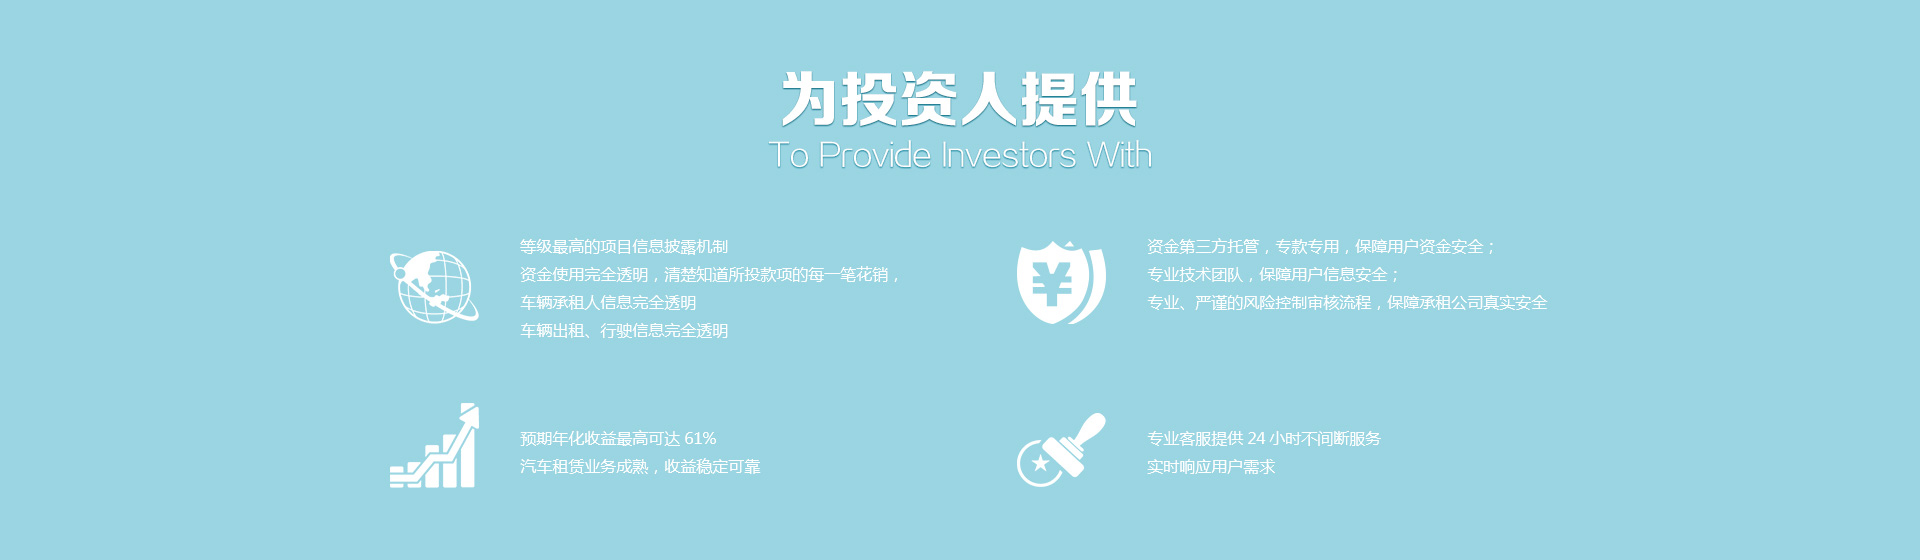 为投资人提供
To Provide Investors With
等级最高的项目信息披露机制
资金使用完全透明，清楚知道所投款项的每一笔花销，
车辆承租人信息完全透明
车辆出租、行驶信息完全透明
资金第三方托管，专款专用，保障用户资金安全；
专业技术团队，保障用户信息安全；
专业、严谨的风险控制审核流程，保障承租公司真实安全
预期年化收益最高可达 61%
汽车租赁业务成熟，收益稳定可靠
专业客服提供 24 小时不间断服务
实时响应用户需求